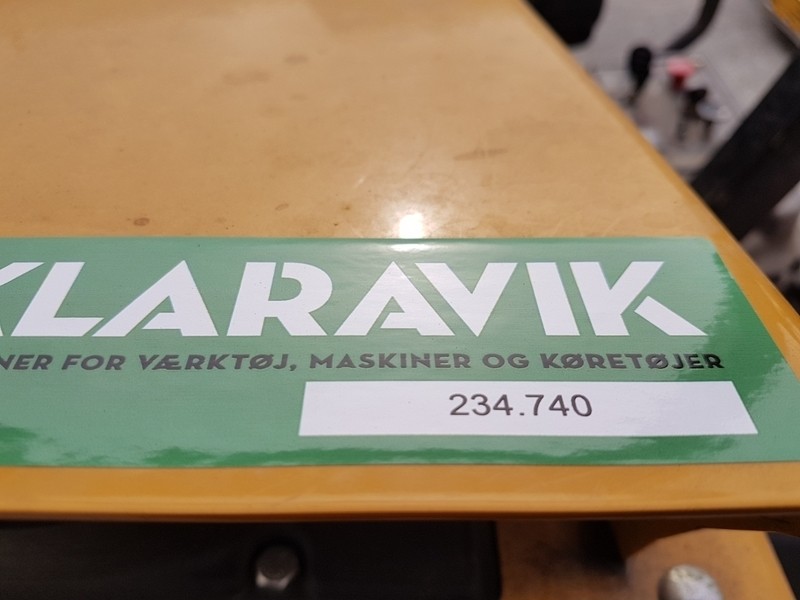 KLARAVIK
NER FOR VÆRKTØJ, MASKINER OG KØRETØJER
234.740